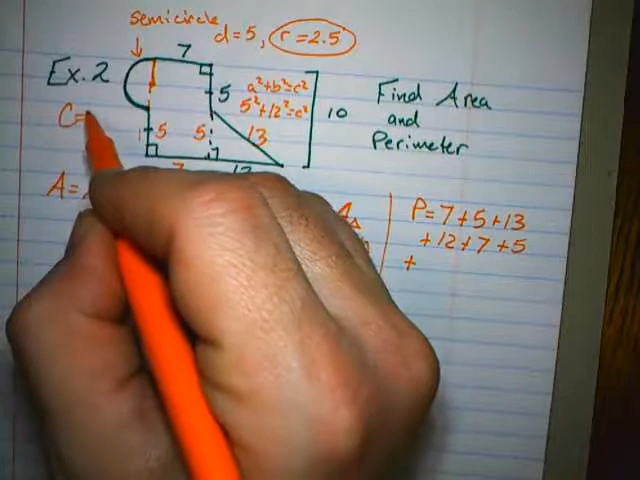 semicircle
d=5, r=2.5
7
Ex. 2
5
a²+b²=c²
5²+12²=c²
10
Find Area
and
Perimeter
C=
5
5
13
A=
P=7+5+13
+12+7+5
+